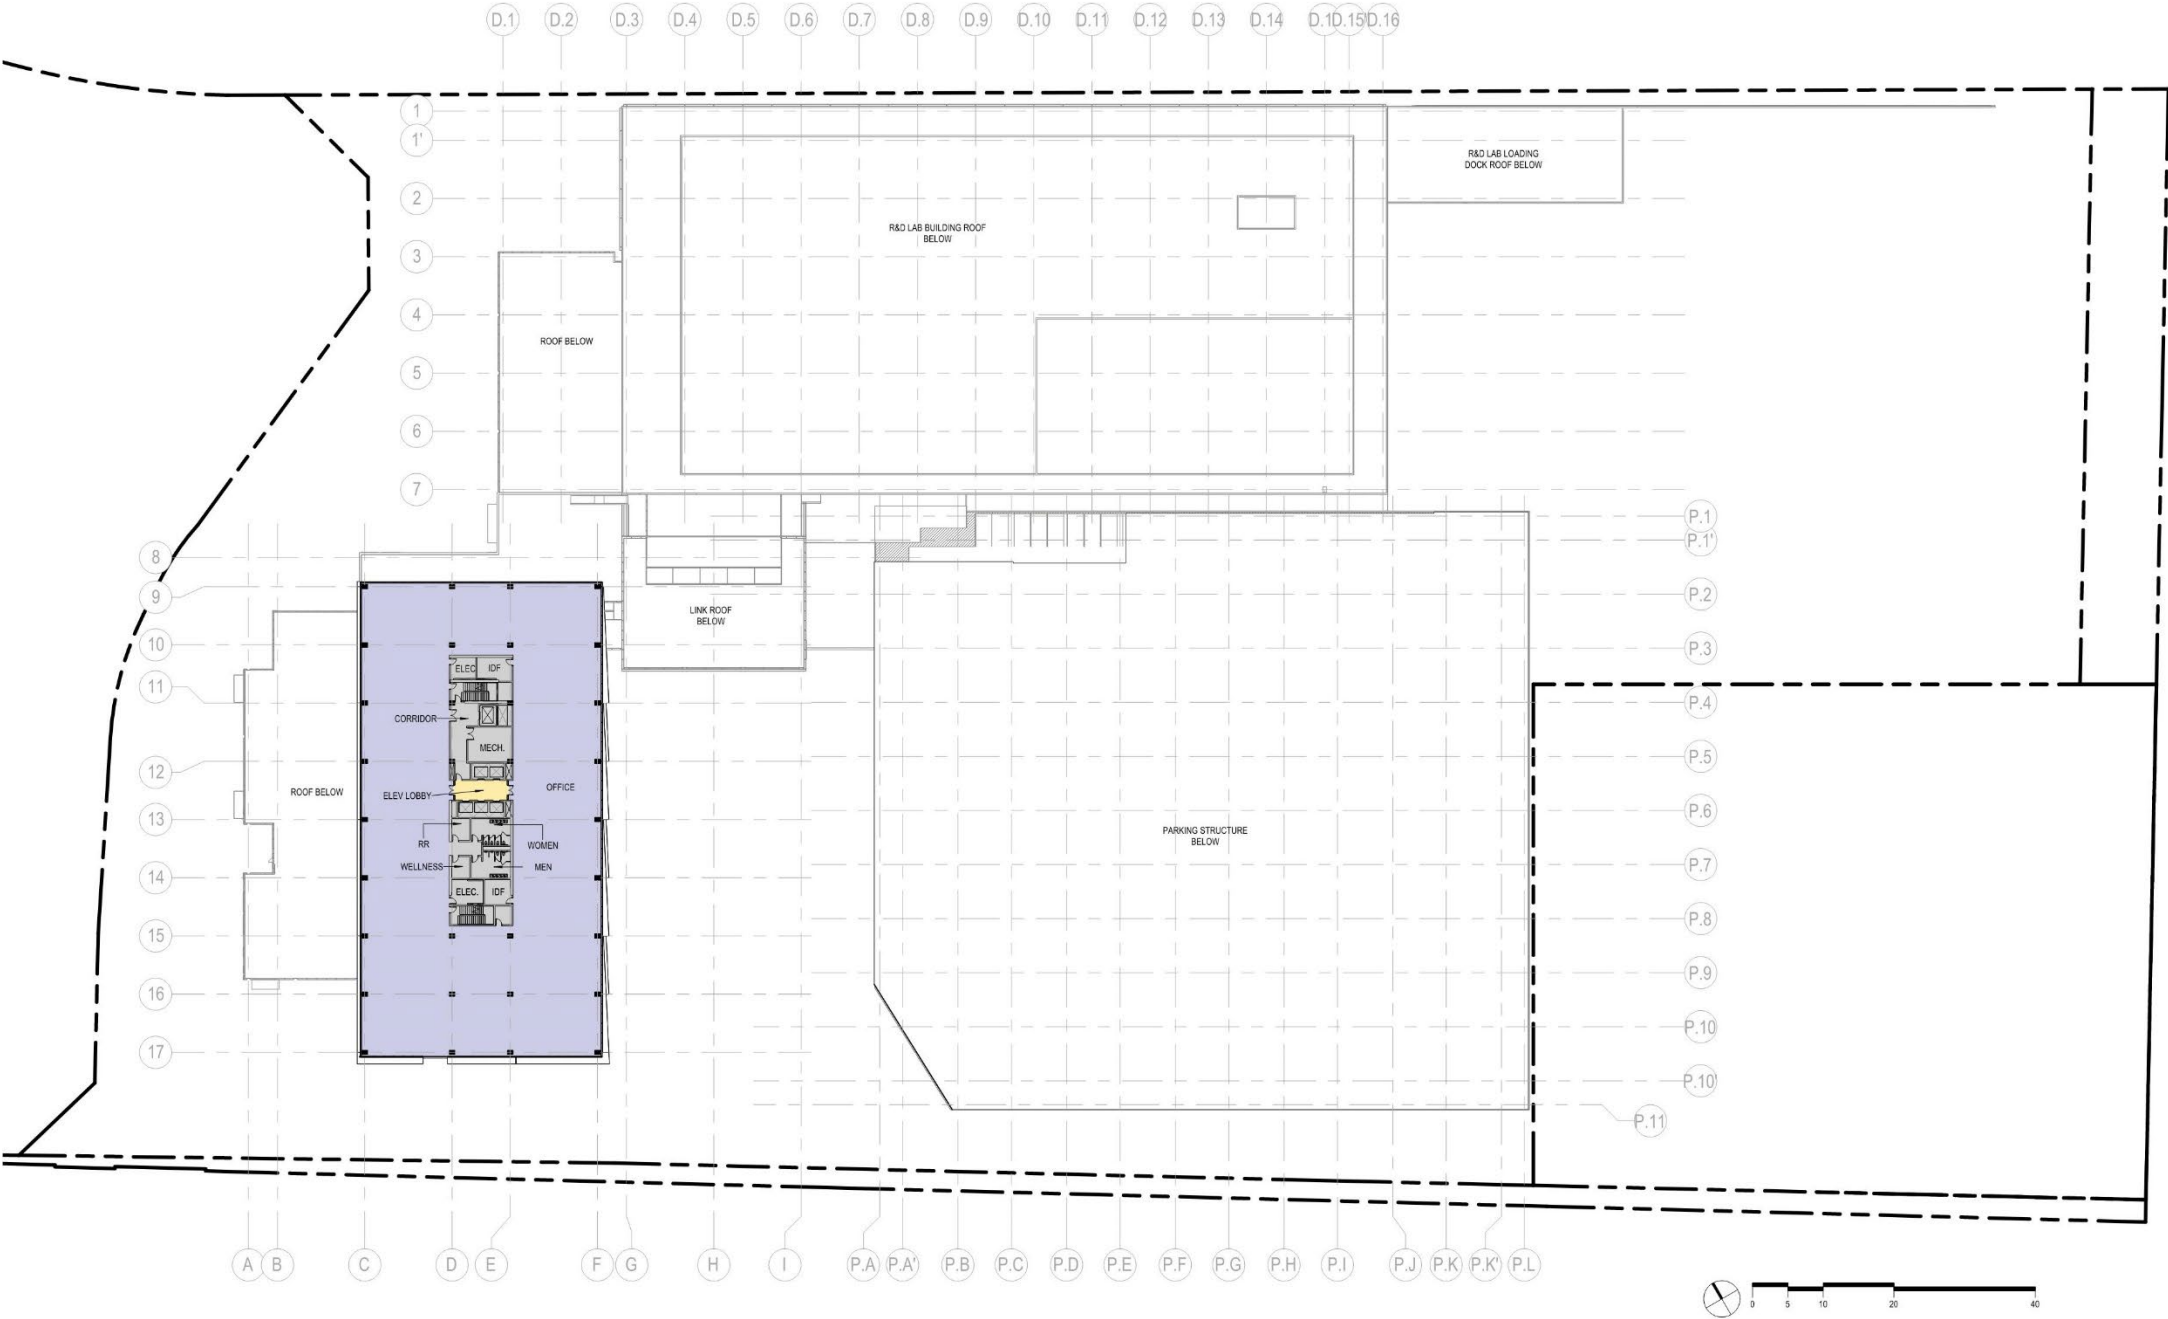 D.1 D.2 D.3 D.4 D.5 D.6 D.7 D.8 D.9 D.10 D.11 D.12 D.13 D.14 D.15' D.16
1
1'
R&D LAB LOADING
DOCK ROOF BELOW
2
R&D LAB BUILDING ROOF
BELOW
3
4
ROOF BELOW
5
6
7
P.1
P.1'
8
9
P.2
LINK ROOF
BELOW
10
P.3
ELEC IDF
11
P.4
CORRIDOR
MECH.
P.5
12
OFFICE
ROOF BELOW
ELEV LOBBY
P.6
13
PARKING STRUCTURE
BELOW
RR
WOMEN
WELLNESS
MEN
P.7
14
ELEC. IDF
P.8
15
P.9
16
P.10
17
P.10'
P.11
A B C D E F G H I P.A P.A' P.B P.C P.D P.E P.F P.G P.H P.I P.J P.K P.K' P.L
0 5 10 20 40